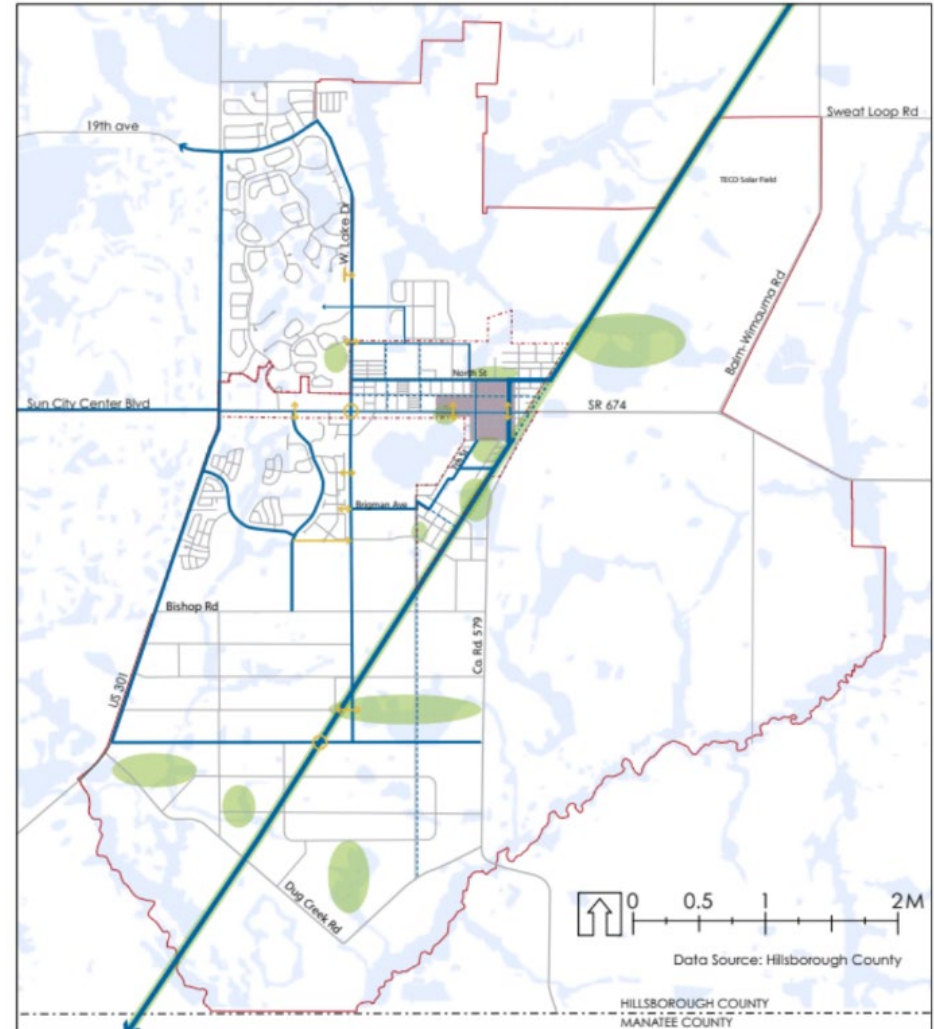 19th ave
Sweat Loop Rd
TECO Solar Field
W. Lake Dr
Balm-Wimauma Rd
North St
Sun City Center Blvd
SR 674
Brigman Ave
Bishop Rd
Co. Rd. 579
US 301
Dug Creek Rd
0 0.5 1 2M
Data Source: Hillsborough County
HILLSBOROUGH COUNTY
MANATEE COUNTY